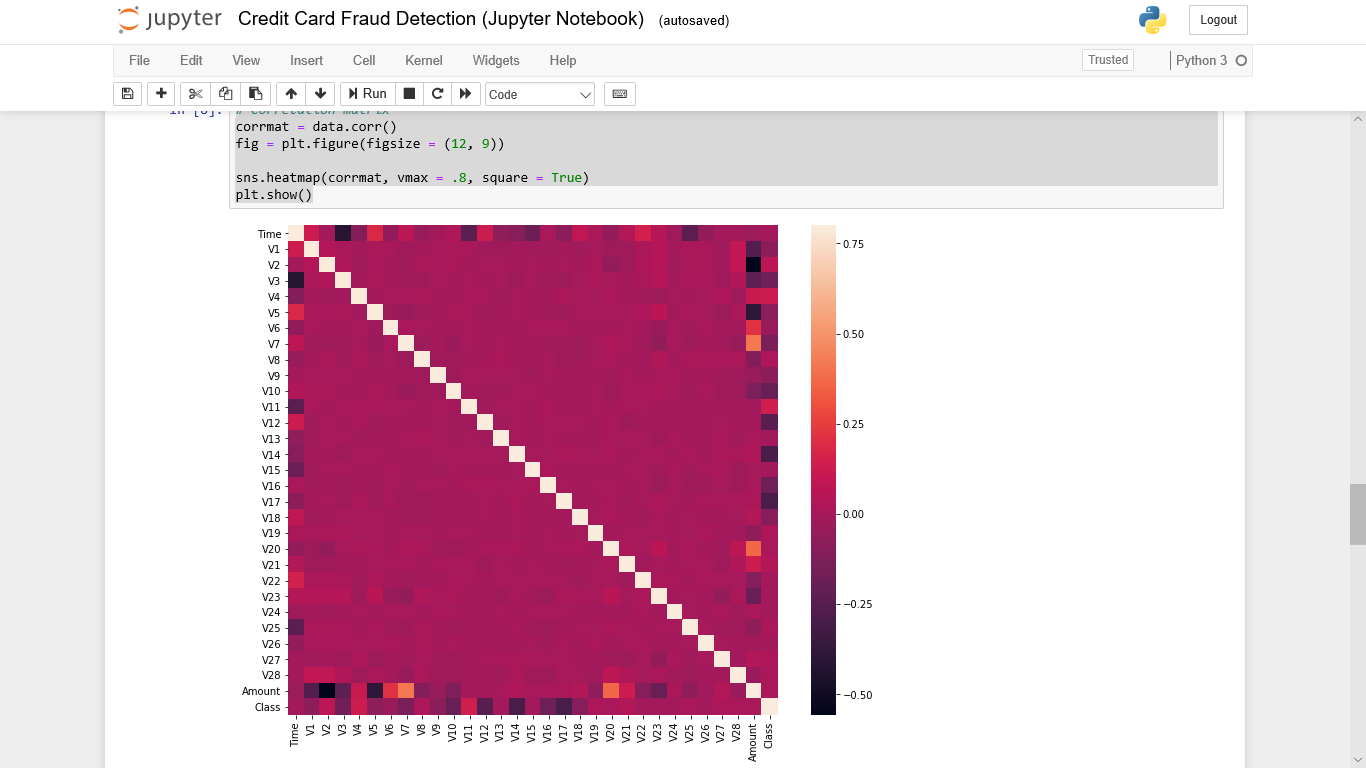 jupyter Credit Card Fraud Detection (Jupyter Notebook) (autosaved)
Logout
File Edit View Insert Cell Kernel Widgets Help
Trusted
Python 3
Run
Code
# Correlation matrix
corrmat = data.corr()
fig = plt.figure(figsize = (12, 9))
sns.heatmap(corrmat, vmax = .8, square = True)
plt.show()
Time
V1
V2
V3
V4
V5
V6
V7
V8
V9
V10
V11
V12
V13
V14
V15
V16
V17
V18
V19
V20
V21
V22
V23
V24
V25
V26
V27
V28
Amount
Class
Time V1 V2 V3 V4 V5 V6 V7 V8 V9 V10 V11 V12 V13 V14 V15 V16 V17 V18 V19 V20 V21 V22 V23 V24 V25 V26 V27 V28 Amount Class
0.75
0.50
0.25
0.00
−0.25
−0.50